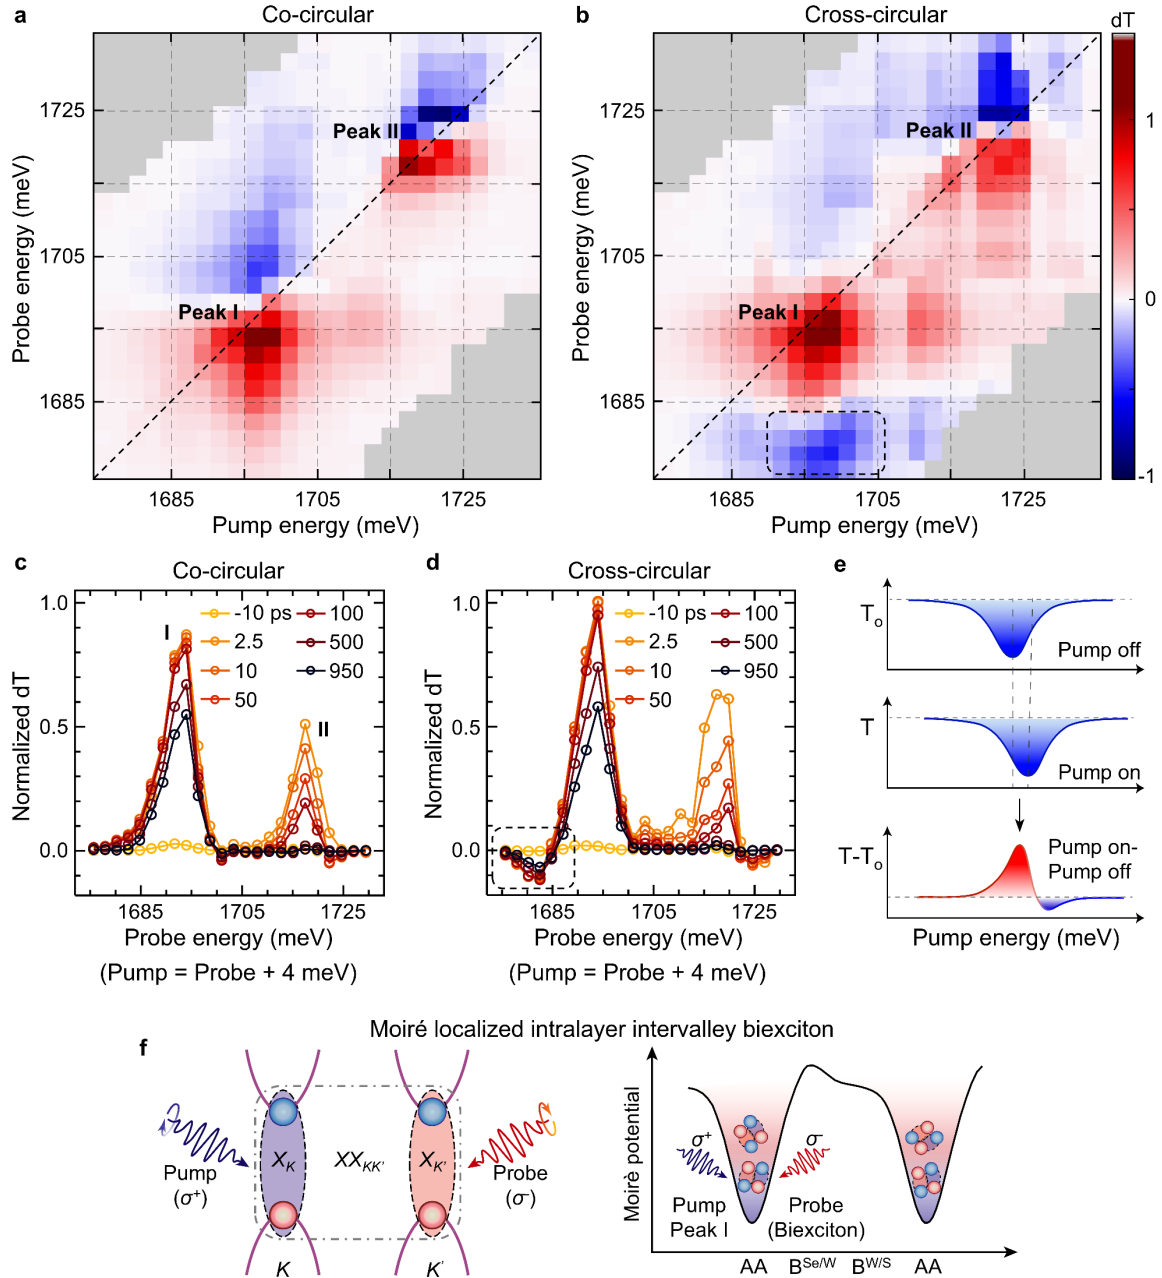 a
Co-circular
b
Cross-circular
dT
1725
1705
1685
Probe energy (meV)
Peak II
Peak I
1685
1705
1725
Pump energy (meV)
1725
1705
1685
Probe energy (meV)
Peak II
Peak I
1685
1705
1725
Pump energy (meV)
1
0
-1
c
Co-circular
1.0
0.5
0.0
Normalized dT
I
II
-10 ps
2.5
10
50
100
500
950
1685
1705
1725
Probe energy (meV)
(Pump = Probe + 4 meV)
d
Cross-circular
1.0
0.5
0.0
Normalized dT
-10 ps
2.5
10
50
100
500
950
1685
1705
1725
Probe energy (meV)
(Pump = Probe + 4 meV)
e
To
Pump off
T
Pump on
T-To
Pump on-
Pump off
Pump energy (meV)
Moiré localized intralayer intervalley biexciton
f
Pump
(σ+)
XK
XXKK'
XK'
Probe
(σ-)
K
K'
Moirè potential
σ+
σ-
Pump
Peak I
Probe
(Biexciton)
AA
BSe/W
BW/S
AA